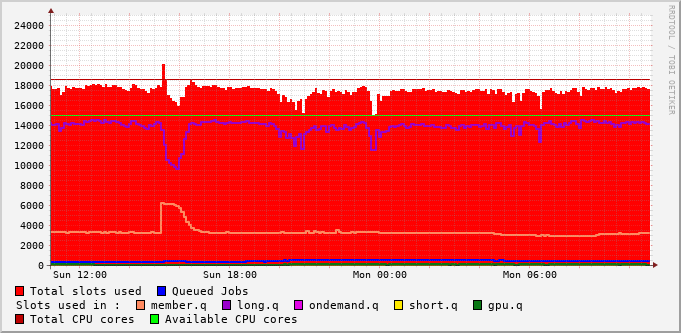 24000
22000
20000
18000
16000
14000
12000
10000
8000
6000
4000
2000
0
Sun 12:00 Sun 18:00 Mon 00:00 Mon 06:00
RRDTOOL / TOBI OETIKER
Total slots used Queued Jobs
Slots used in : member.q long.q ondemand.q short.q gpu.q
Total CPU cores Available CPU cores